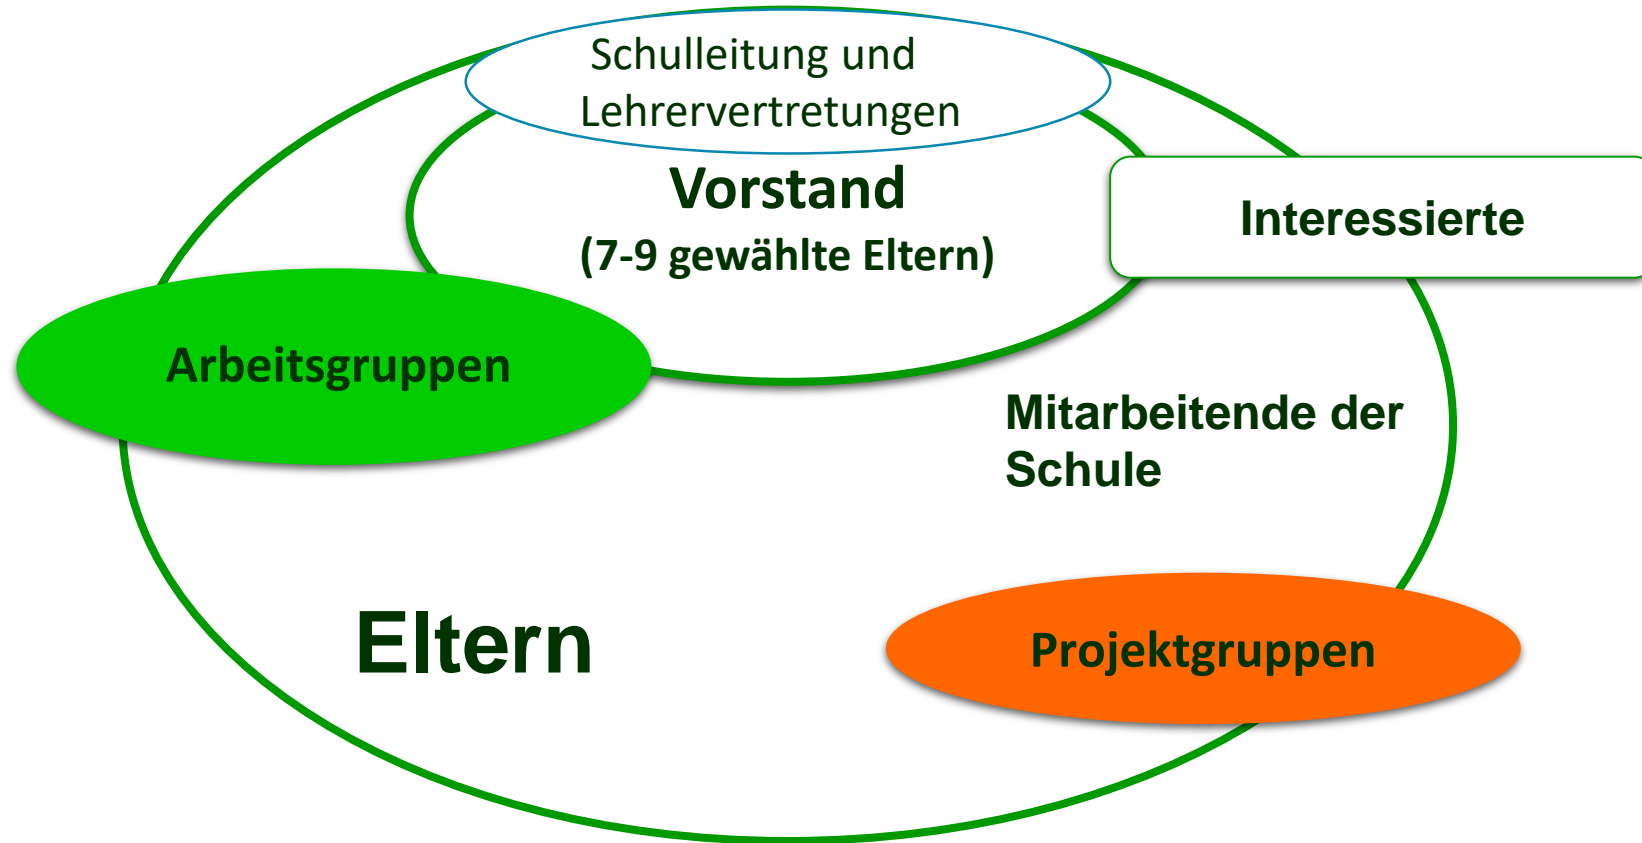 Schulleitung und
Lehrervertretungen
Vorstand
(7-9 gewählte Eltern)
Interessierte
Arbeitsgruppen
Mitarbeitende der
Schule
Eltern
Projektgruppen